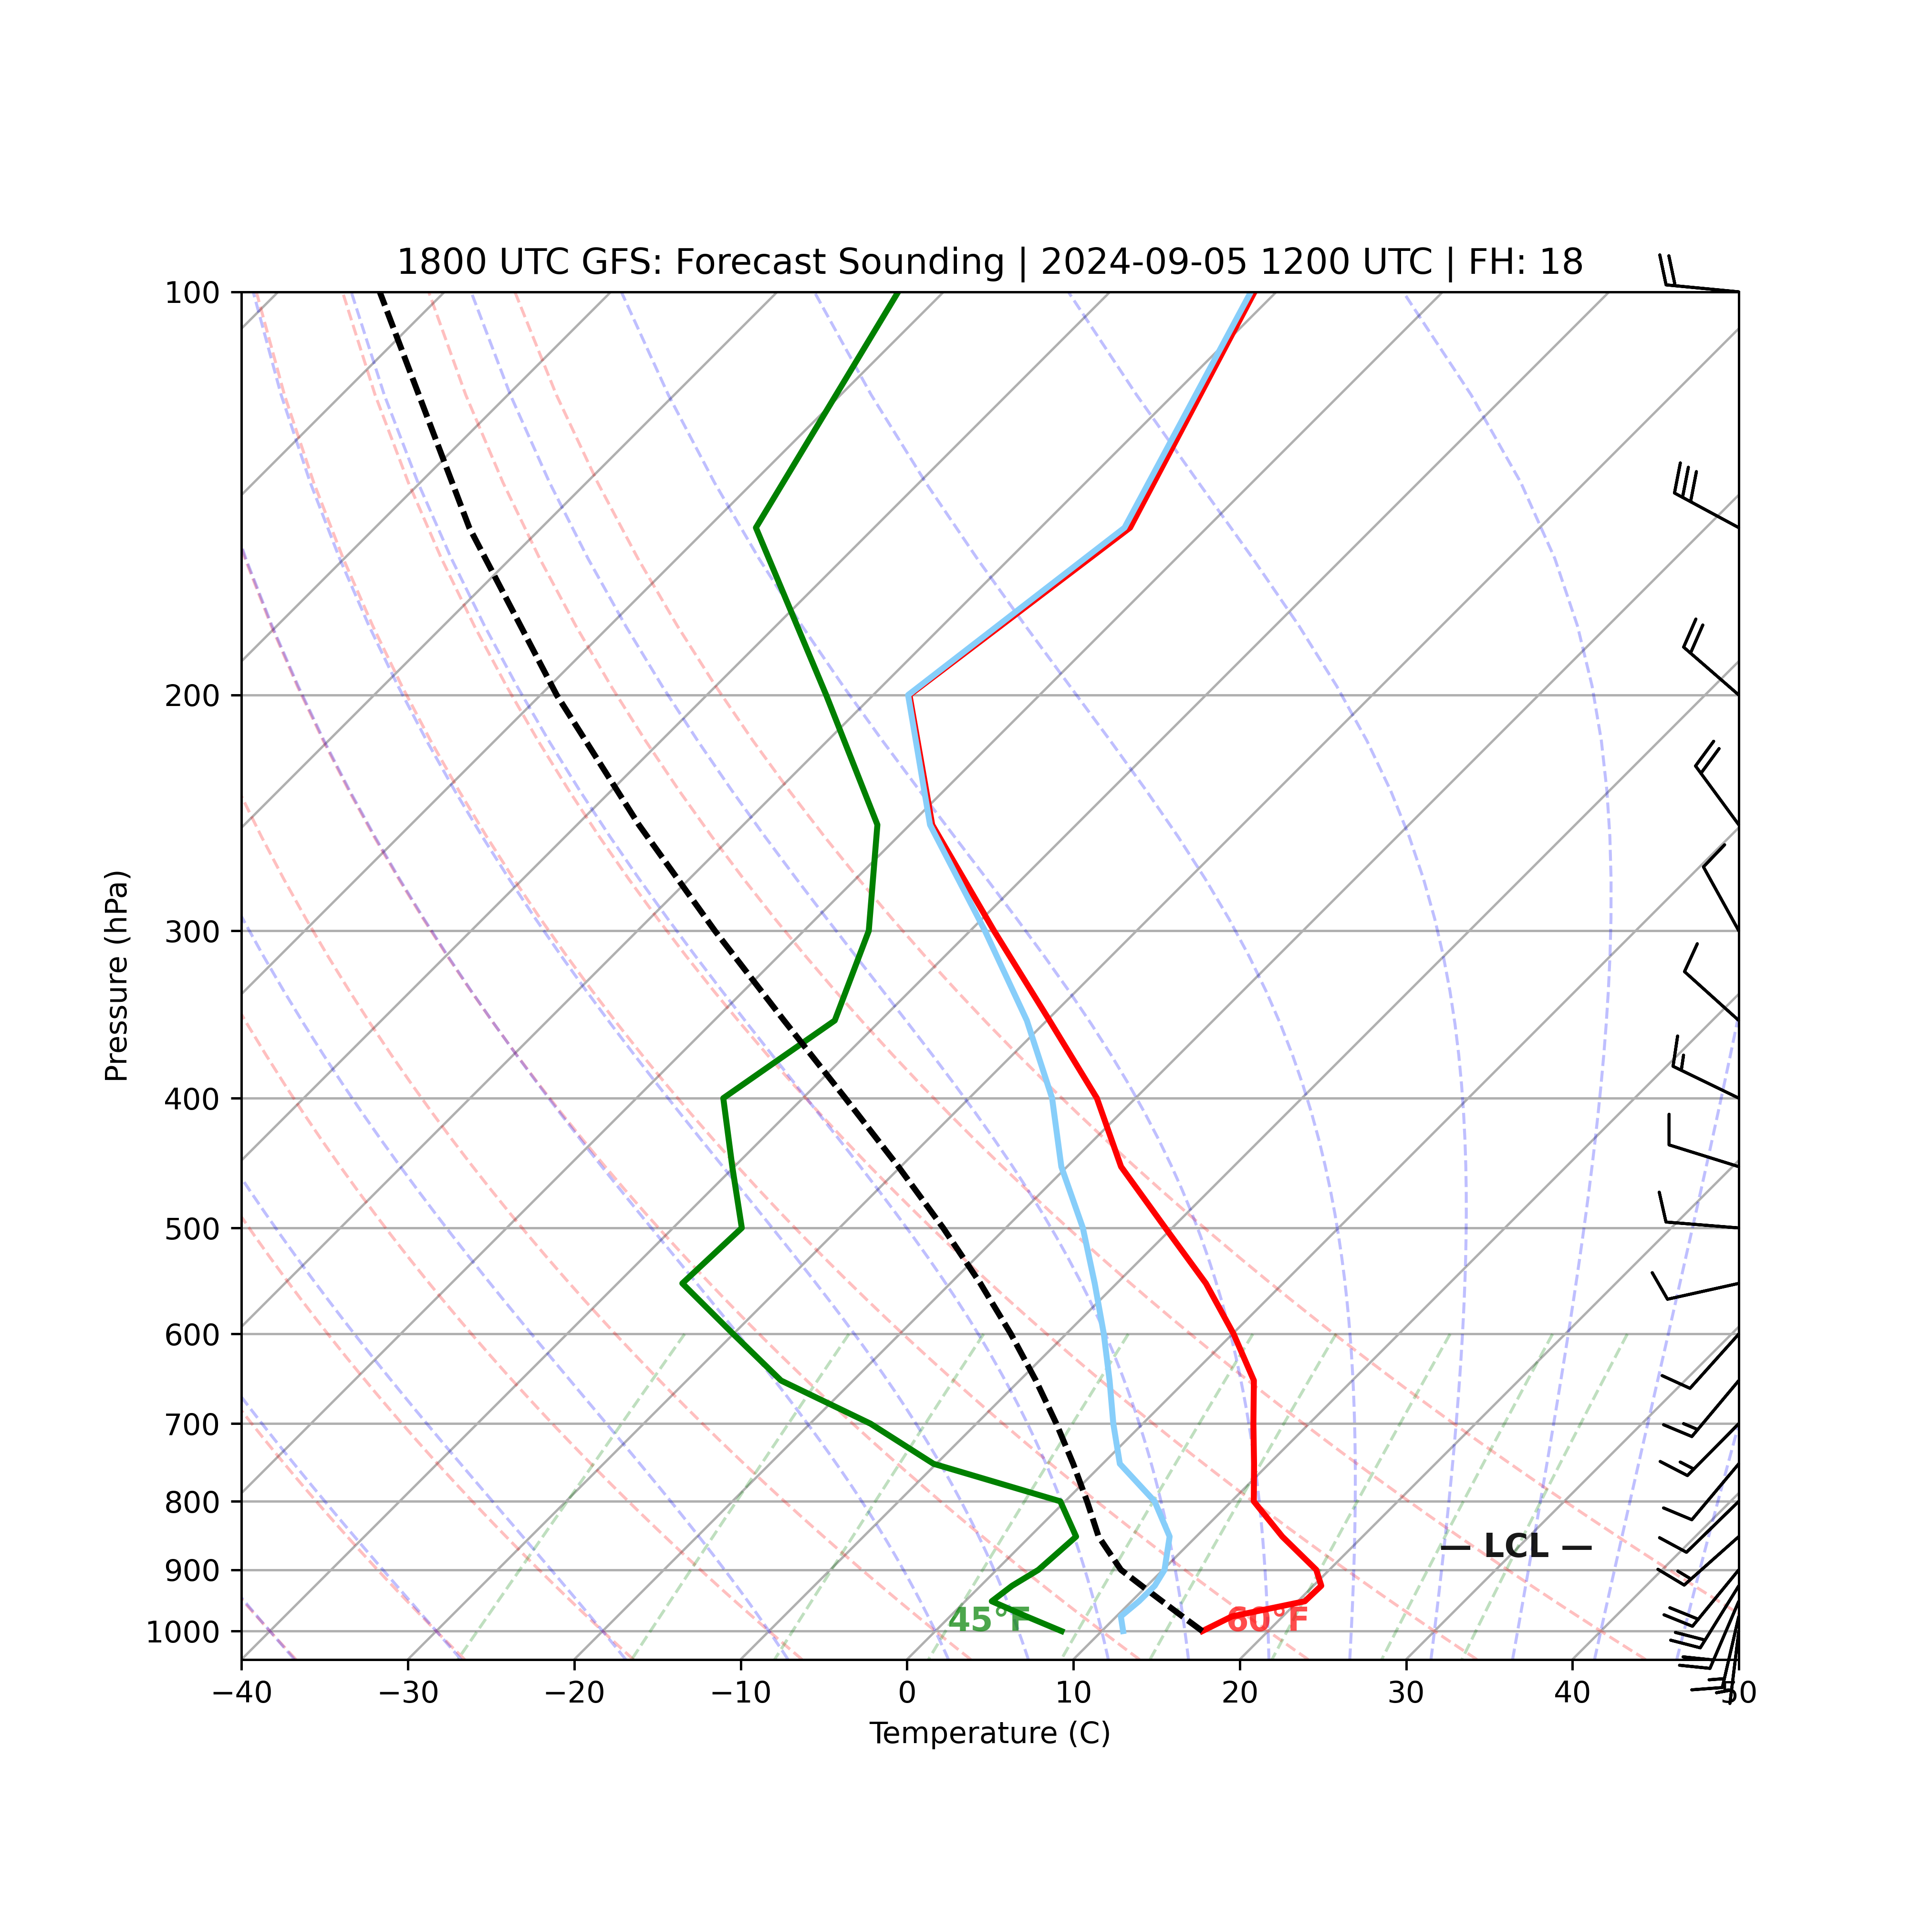 1800 UTC GFS: Forecast Sounding | 2024-09-05 1200 UTC | FH: 18
100
200
300
400
500
600
700
800
900
1000
Pressure (hPa)
— LCL —
45°F
60°F
−40 −30 −20 −10 0 10 20 30 40 50
Temperature (C)